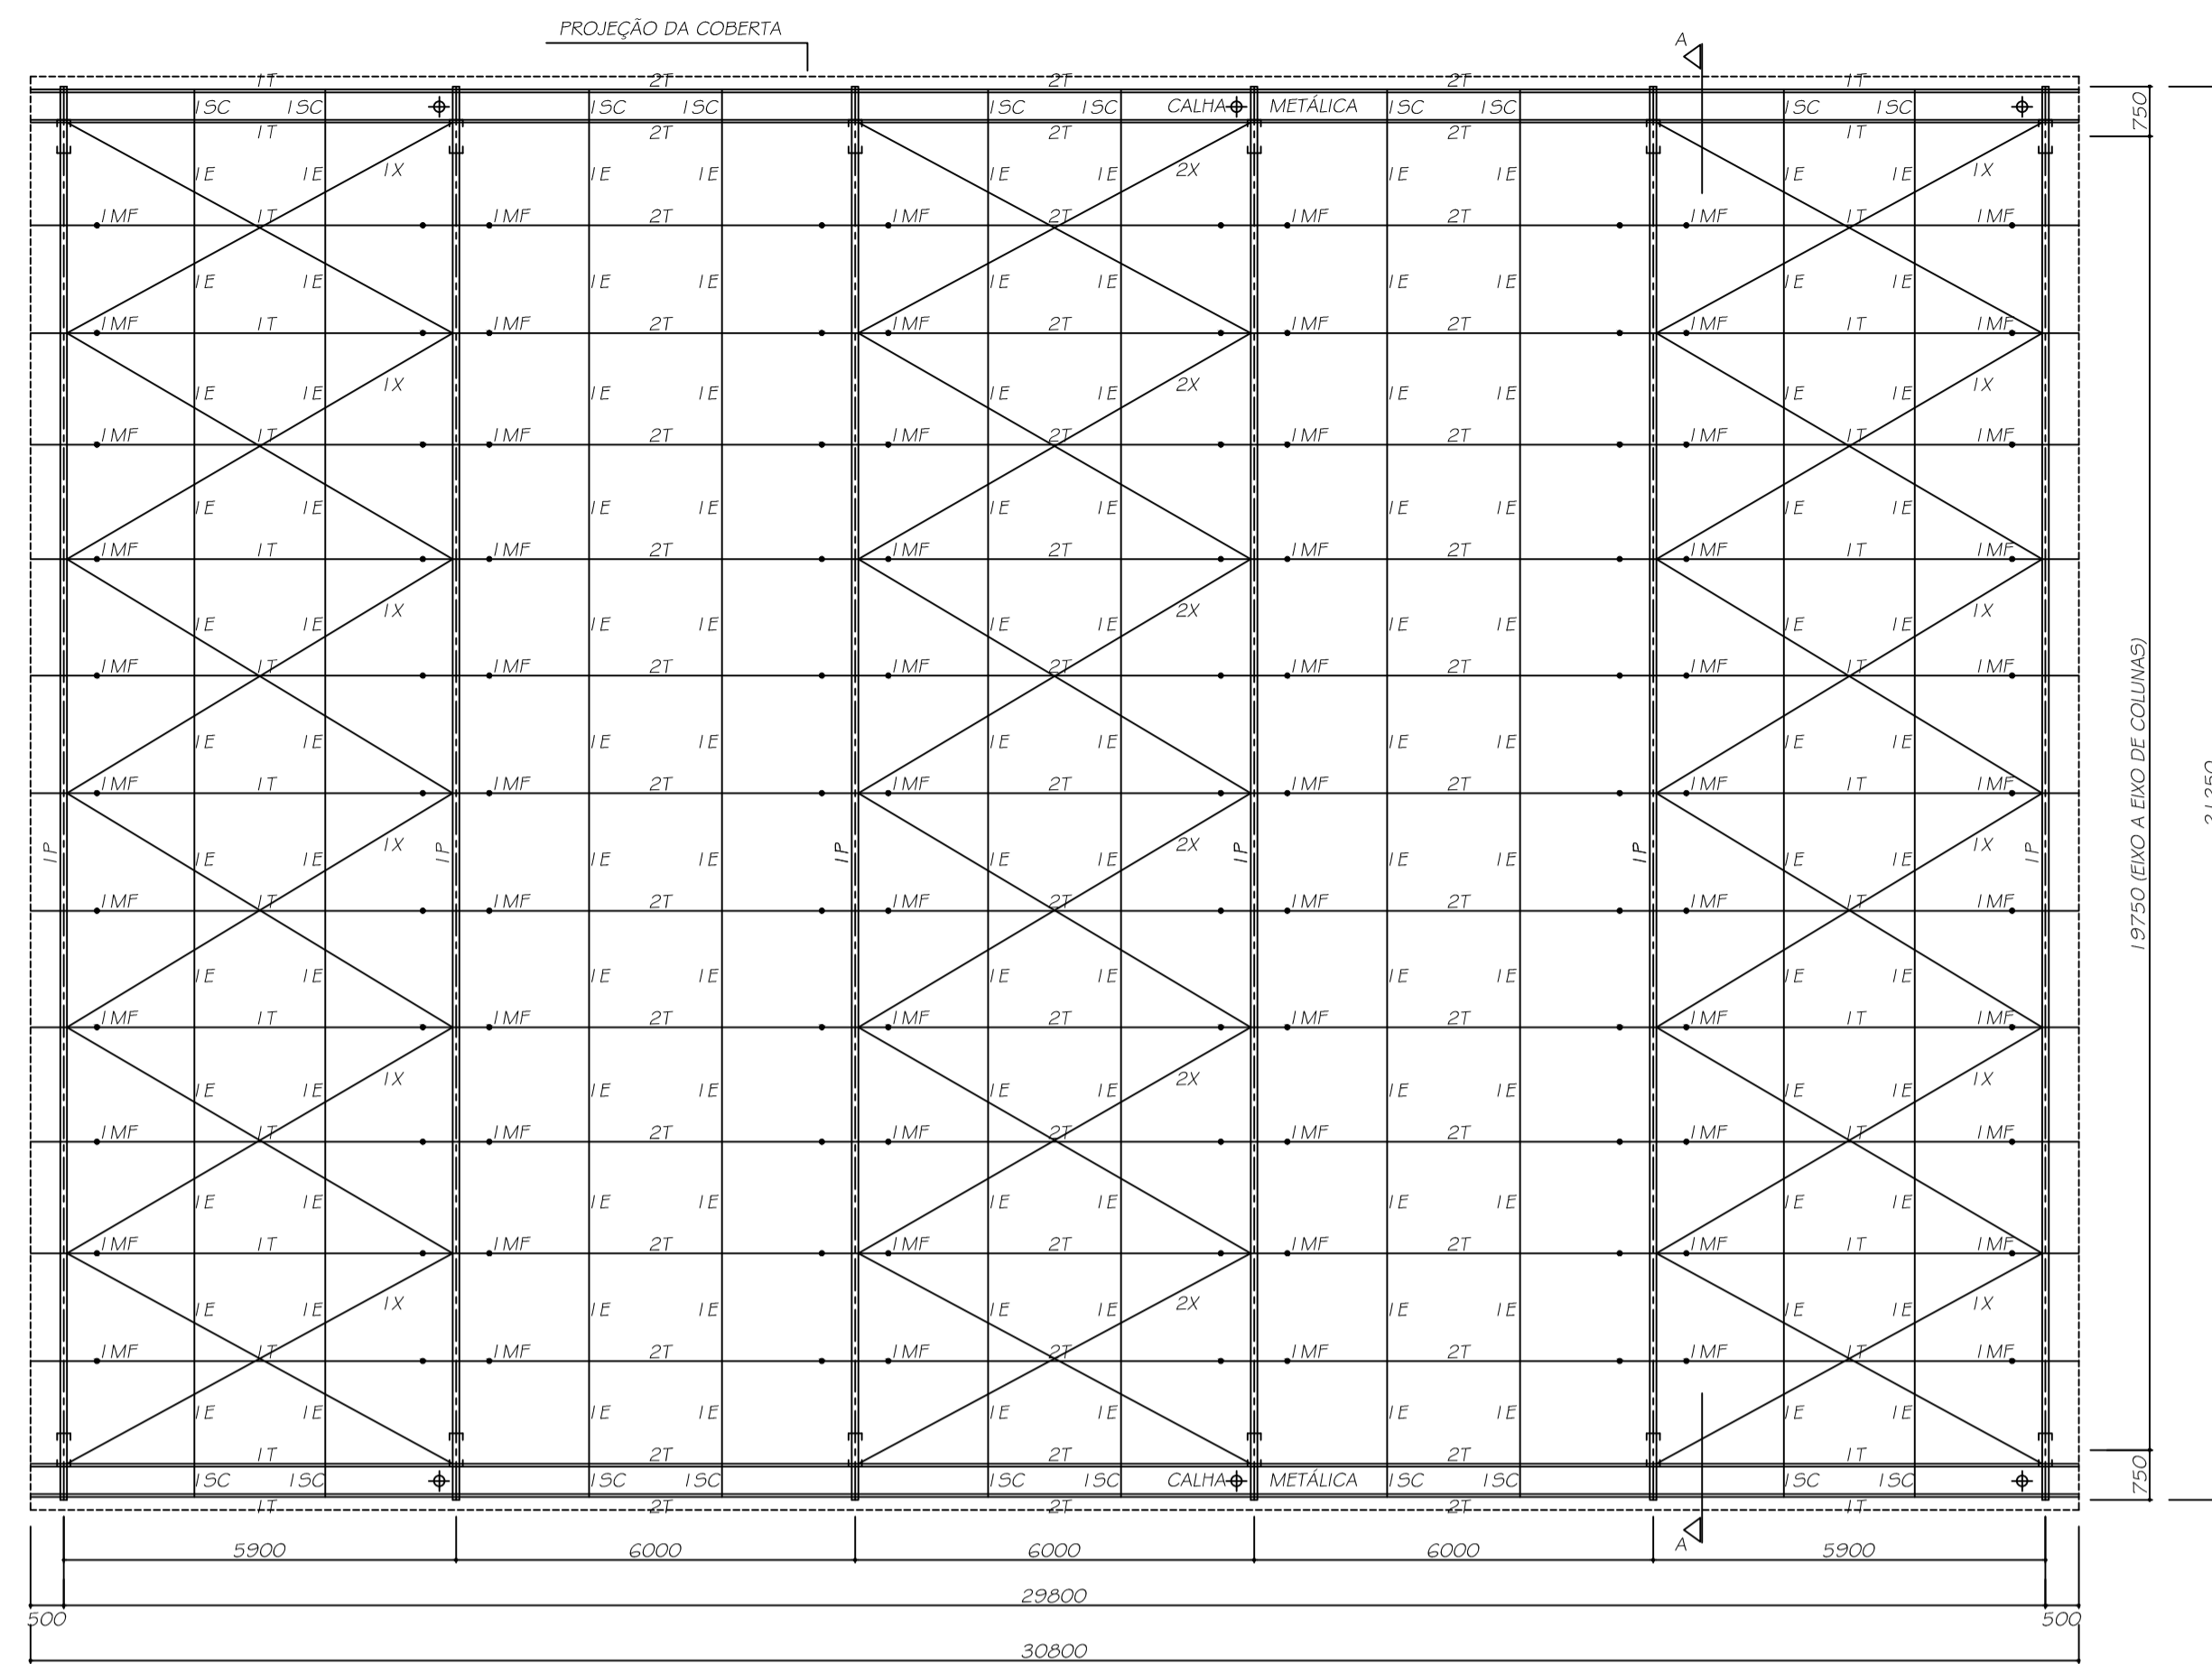 PROJEÇÃO DA COBERTA
A
1T 2T 2T 2T 1T
1SC 1SC 1SC 1SC 1SC 1SC CALHA METÁLICA 1SC 1SC 1SC 1SC
750
1T 2T 2T 2T 1T
1E 1E 1X 1E 1E 1E 1E 2X 1E 1E 1E 1E 1X
1MF 1T 1MF 2T 1MF 2T 1MF 2T 1MF 1T 1MF
1E 1E 1E 1E 1E 1E 1E 1E 1E 1E
1MF 1T 1MF 2T 1MF 2T 1MF 2T 1MF 1T 1MF
1E 1E 1X 1E 1E 1E 1E 2X 1E 1E 1E 1E 1X
1MF 1T 1MF 2T 1MF 2T 1MF 2T 1MF 1T 1MF
1E 1E 1E 1E 1E 1E 1E 1E 1E 1E
1MF 1T 1MF 2T 1MF 2T 1MF 2T 1MF 1T 1MF
1E 1E 1X 1E 1E 1E 1E 2X 1E 1E 1E 1E 1X
1MF 1T 1MF 2T 1MF 2T 1MF 2T 1MF 1T 1MF
1E 1E 1E 1E 1E 1E 1E 1E 1E 1E
1MF 1T 1MF 2T 1MF 2T 1MF 2T 1MF 1T 1MF
19750 (EIXO A EIXO DE COLUNAS)
1P 1P 1P 1P 1P 1P
1E 1E 1X 1E 1E 1E 1E 2X 1E 1E 1E 1E 1X
1MF 1T 1MF 2T 1MF 2T 1MF 2T 1MF 1T 1MF
1E 1E 1E 1E 1E 1E 1E 1E 1E 1E
1MF 1T 1MF 2T 1MF 2T 1MF 2T 1MF 1T 1MF
1E 1E 1X 1E 1E 1E 1E 2X 1E 1E 1E 1E 1X
1MF 1T 1MF 2T 1MF 2T 1MF 2T 1MF 1T 1MF
1E 1E 1E 1E 1E 1E 1E 1E 1E 1E
1MF 1T 1MF 2T 1MF 2T 1MF 2T 1MF 1T 1MF
1E 1E 1X 1E 1E 1E 1E 2X 1E 1E 1E 1E 1X
1MF 1T 1MF 2T 1MF 2T 1MF 2T 1MF 1T 1MF
1E 1E 1E 1E 1E 1E 1E 1E 1E 1E
1T 2T 2T 2T 1T
1SC 1SC 1SC 1SC 1SC 1SC CALHA METÁLICA 1SC 1SC 1SC 1SC
750
1T 2T 2T 2T 1T
A
5900 6000 6000 6000 5900
29800
500 500
30800